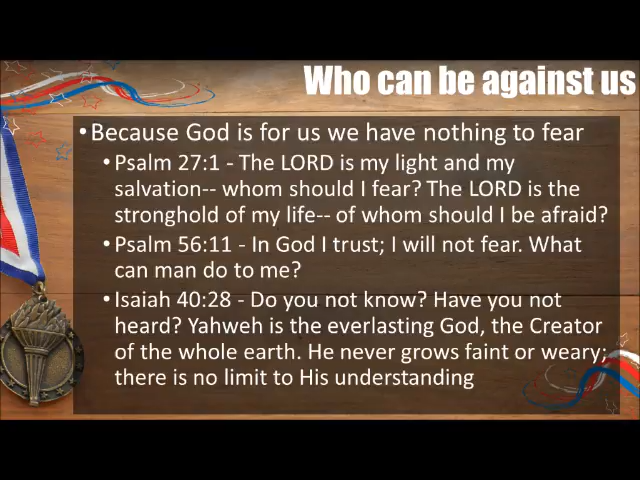 Who can be against us
• Because God is for us we have nothing to fear
• Psalm 27:1 - The LORD is my light and my
salvation-- whom should I fear? The LORD is the
stronghold of my life-- of whom should I be afraid?
• Psalm 56:11 - In God I trust; I will not fear. What
can man do to me?
• Isaiah 40:28 - Do you not know? Have you not
heard? Yahweh is the everlasting God, the Creator
of the whole earth. He never grows faint or weary;
there is no limit to His understanding